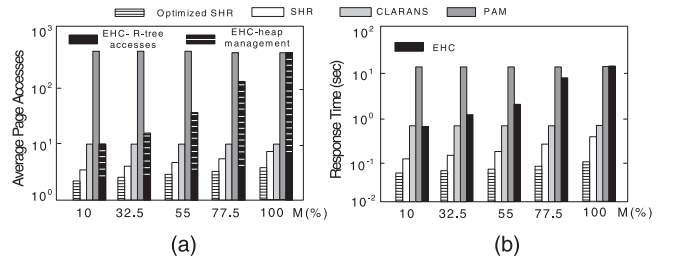 Optimized SHR SHR CLARANS PAM
10³ EHC- R-tree accesses EHC-heap management
10²
10¹
10⁰
Average Page Accesses
10 32.5 55 77.5 100 M(%)
(a)
10² EHC
10¹
10⁰
10⁻¹
10⁻²
Response Time (sec)
10 32.5 55 77.5 100 M(%)
(b)